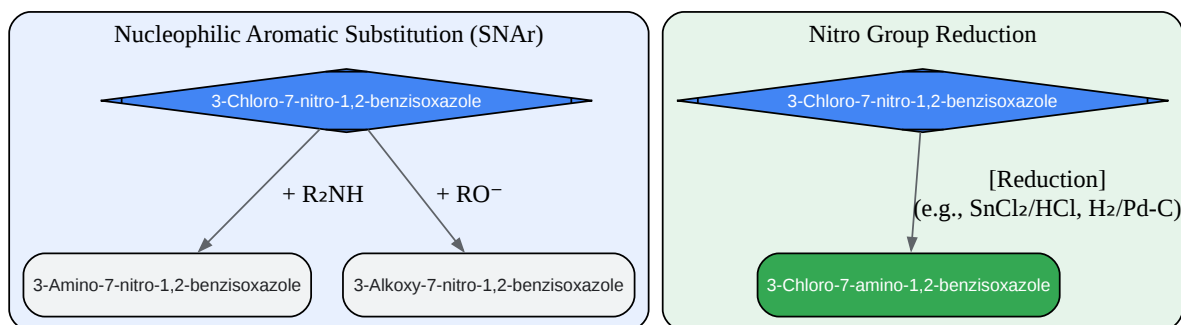 Nucleophilic Aromatic Substitution (SNAr)
3-Chloro-7-nitro-1,2-benzisoxazole
+ R₂NH
+ RO⁻
3-Amino-7-nitro-1,2-benzisoxazole
3-Alkoxy-7-nitro-1,2-benzisoxazole
Nitro Group Reduction
3-Chloro-7-nitro-1,2-benzisoxazole
[Reduction]
(e.g., SnCl₂/HCl, H₂/Pd-C)
3-Chloro-7-amino-1,2-benzisoxazole